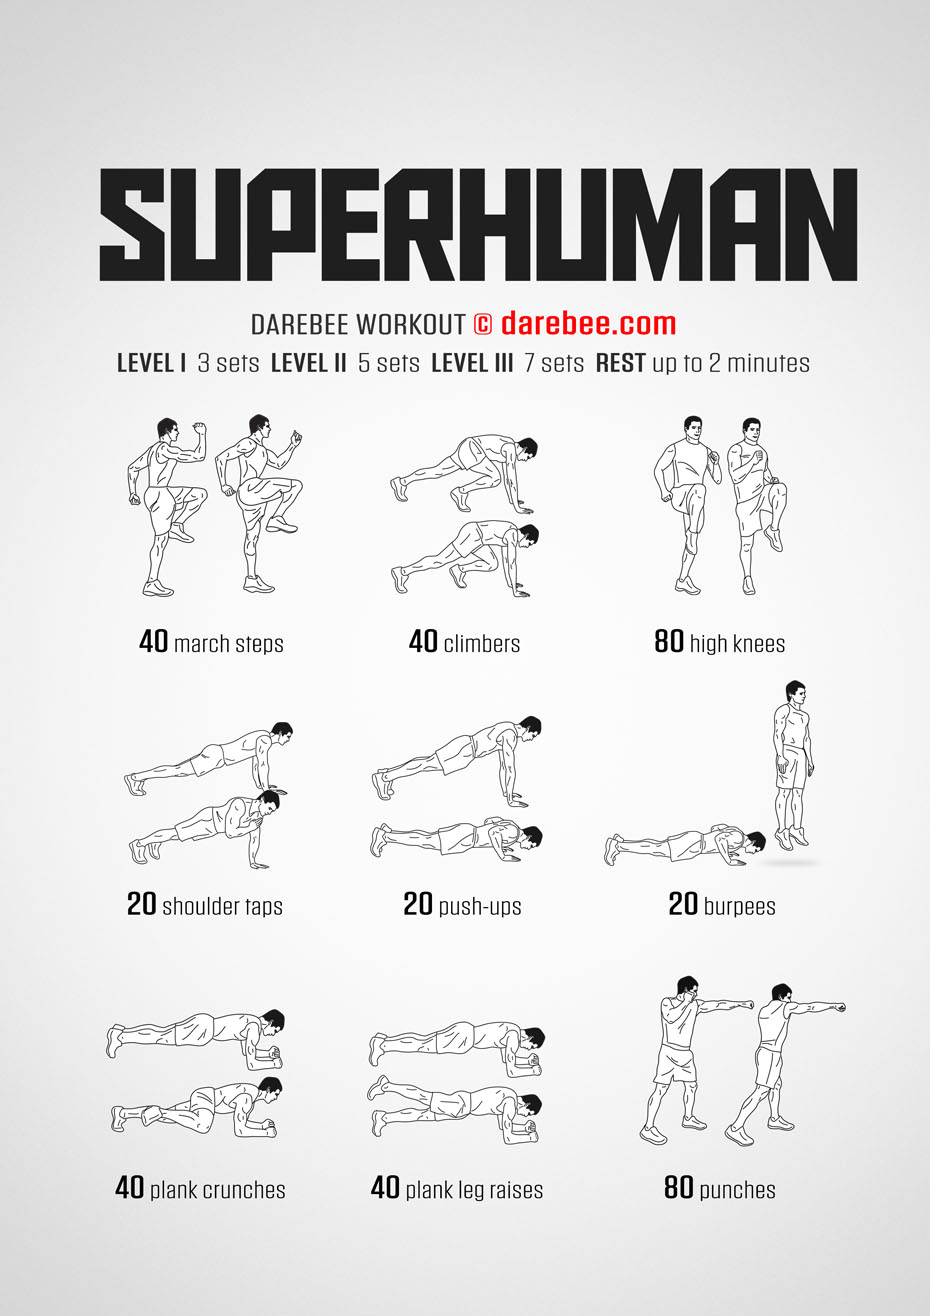 SUPERHUMAN
DAREBEE WORKOUT © darebee.com
LEVEL I 3 sets LEVEL II 5 sets LEVEL III 7 sets REST up to 2 minutes
40 march steps
40 climbers
80 high knees
20 shoulder taps
20 push-ups
20 burpees
40 plank crunches
40 plank leg raises
80 punches